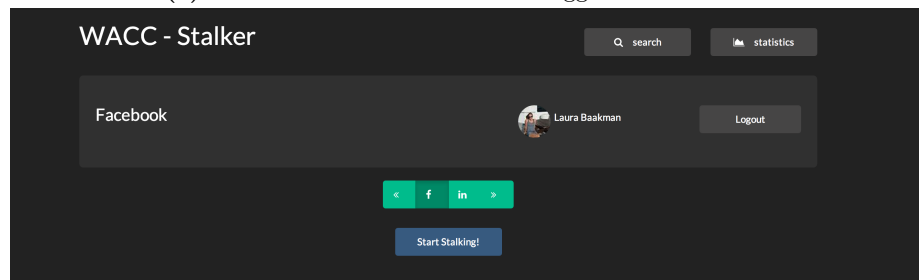 WACC - Stalker
search
statistics
Facebook
Laura Baakman
Logout
« f in »
Start Stalking!